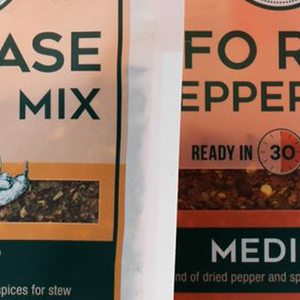 ASE
MIX
spices for stew
FO R
EPPER
READY IN 30
MEDI
nd of dried pepper and sp